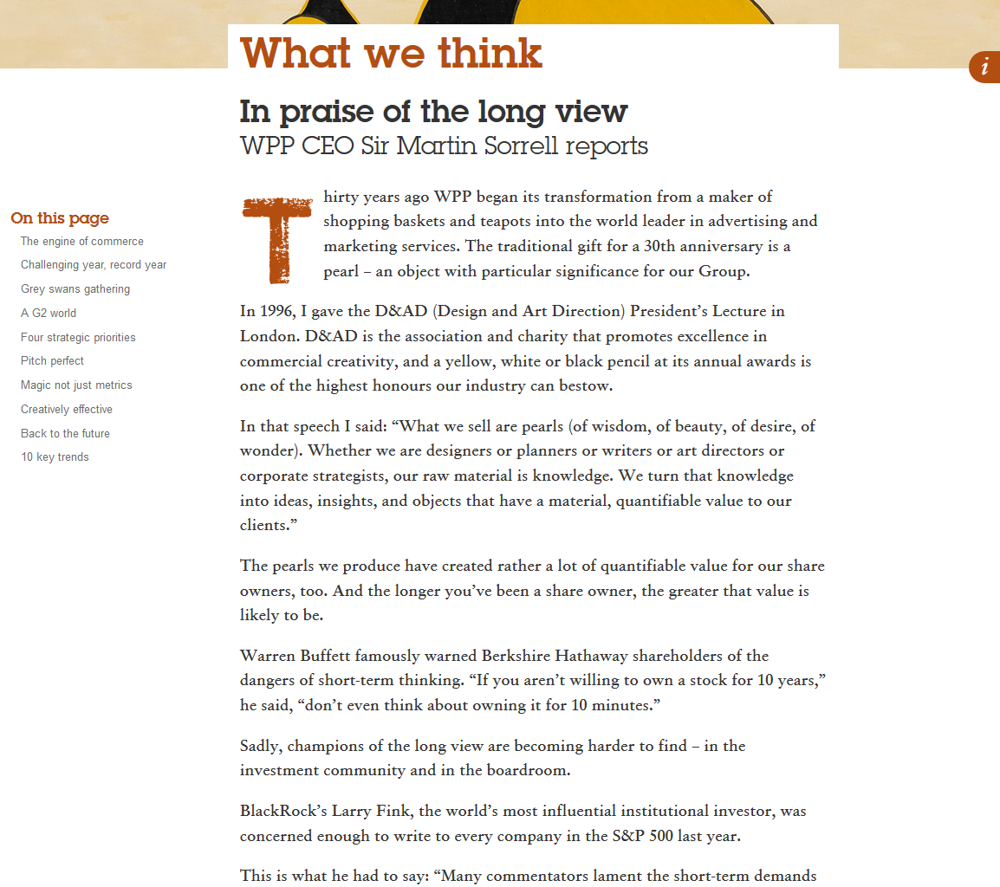 What we think
i
In praise of the long view
WPP CEO Sir Martin Sorrell reports
On this page
The engine of commerce
Challenging year, record year
Grey swans gathering
A G2 world
Four strategic priorities
Pitch perfect
Magic not just metrics
Creatively effective
Back to the future
10 key trends
Thirty years ago WPP began its transformation from a maker of
shopping baskets and teapots into the world leader in advertising and
marketing services. The traditional gift for a 30th anniversary is a
pearl – an object with particular significance for our Group.
In 1996, I gave the D&AD (Design and Art Direction) President’s Lecture in
London. D&AD is the association and charity that promotes excellence in
commercial creativity, and a yellow, white or black pencil at its annual awards is
one of the highest honours our industry can bestow.
In that speech I said: “What we sell are pearls (of wisdom, of beauty, of desire, of
wonder). Whether we are designers or planners or writers or art directors or
corporate strategists, our raw material is knowledge. We turn that knowledge
into ideas, insights, and objects that have a material, quantifiable value to our
clients.”
The pearls we produce have created rather a lot of quantifiable value for our share
owners, too. And the longer you’ve been a share owner, the greater that value is
likely to be.
Warren Buffett famously warned Berkshire Hathaway shareholders of the
dangers of short-term thinking. “If you aren’t willing to own a stock for 10 years,”
he said, “don’t even think about owning it for 10 minutes.”
Sadly, champions of the long view are becoming harder to find – in the
investment community and in the boardroom.
BlackRock’s Larry Fink, the world’s most influential institutional investor, was
concerned enough to write to every company in the S&P 500 last year.
This is what he had to say: “Many commentators lament the short-term demands